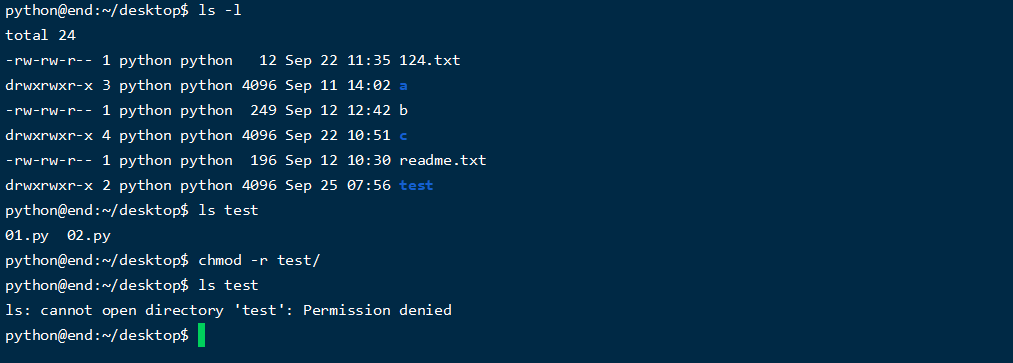 python@end:~/desktop$ ls -l
total 24
-rw-rw-r-- 1 python python   12 Sep 22 11:35 124.txt
drwxrwxr-x 3 python python 4096 Sep 11 14:02 a
-rw-rw-r-- 1 python python  249 Sep 12 12:42 b
drwxrwxr-x 4 python python 4096 Sep 22 10:51 c
-rw-rw-r-- 1 python python  196 Sep 12 10:30 readme.txt
drwxrwxr-x 2 python python 4096 Sep 25 07:56 test
python@end:~/desktop$ ls test
01.py  02.py
python@end:~/desktop$ chmod -r test/
python@end:~/desktop$ ls test
ls: cannot open directory 'test': Permission denied
python@end:~/desktop$